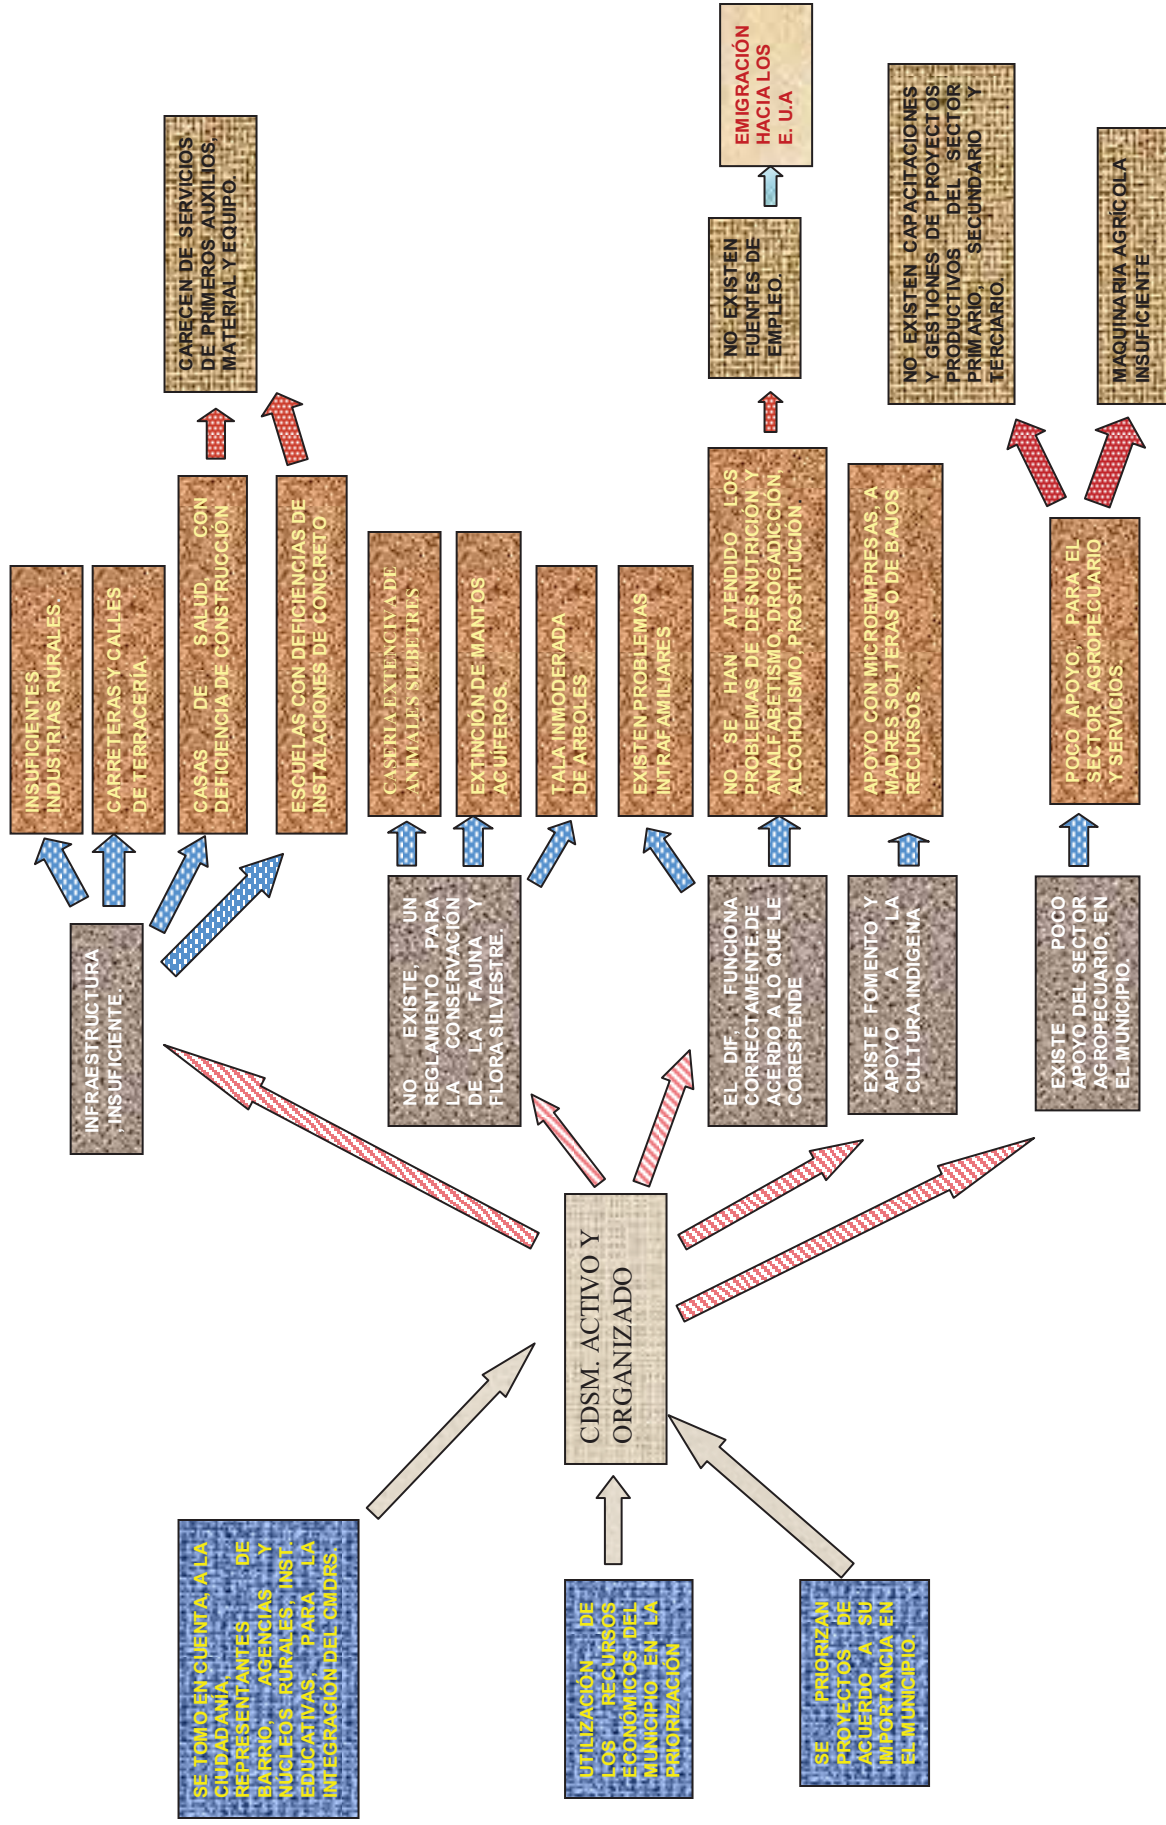 SE TOMO EN CUENTA, A LA
CIUDADANÍA,
REPRESENTANTES DE
BARRIO, AGENCIAS Y
NÚCLEOS RURALES, INST.
EDUCATIVAS, PARA LA
INTEGRACIÓN DEL CMDRS.
UTILIZACIÓN DE
LOS RECURSOS
ECONÓMICOS DEL
MUNICIPIO EN LA
PRIORIZACIÓN
SE PRIORIZAN
PROYECTOS DE
ACUERDO A SU
IMPORTANCIA EN
EL MUNICIPIO.
CDSM. ACTIVO Y
ORGANIZADO
INFRAESTRUCTURA
, INSUFICIENTE.
NO EXISTE, UN
REGLAMENTO PARA
LA CONSERVACIÓN
DE LA FAUNA Y
FLORA SILVESTRE.
EL DIF, FUNCIONA
CORRECTAMENTE DE
ACERDO A LO QUE LE
CORESPENDE
EXISTE FOMENTO Y
APOYO A LA
CULTURA INDIGENA
EXISTE POCO
APOYO DEL SECTOR
AGROPECUARIO, EN
EL MUNICIPIO.
INSUFICIENTES
INDUSTRIAS RURALES.
CARRETERAS Y CALLES
DE TERRACERÍA.
CASAS DE SALUD, CON
DEFICIENCIA DE CONSTRUCCIÓN
ESCUELAS CON DEFICIENCIAS DE
INSTALACIONES DE CONCRETO
CASERIA EXTENCIVA DE
ANIMALES SILBETRES
EXTINCIÓN DE MANTOS
ACUIFEROS.
TALA INMODERADA
DE ARBOLES
EXISTEN PROBLEMAS
INTRAFAMILIARES
NO SE HAN ATENDIDO LOS
PROBLEMAS DE DESNUTRICIÓN Y
ANALFABETISMO, DROGADICCIÓN,
ALCOHOLISMO, PROSTITUCIÓN
APOYO CON MICROEMPRESAS, A
MADRES SOLTERAS O DE BAJOS
RECURSOS.
POCO APOYO, PARA EL
SECTOR AGROPECUARIO
Y SERVICIOS.
CARECEN DE SERVICIOS
DE PRIMEROS AUXILIOS,
MATERIAL Y EQUIPO.
NO EXISTEN
FUENTES DE
EMPLEO.
EMIGRACIÓN
HACIA LOS
E. U.A
NO EXISTEN CAPACITACIONES
Y GESTIONES DE PROYECTOS
PRODUCTIVOS DEL SECTOR
PRIMARIO, SECUNDARIO Y
TERCIARIO.
MAQUINARIA AGRÍCOLA
INSUFICIENTE